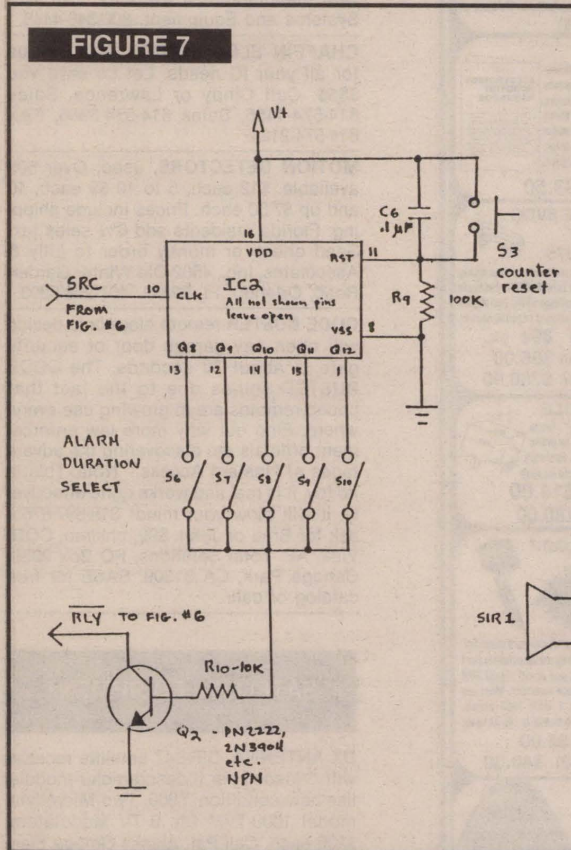 FIGURE 7
V+
16
VDD
RST
11
C6
.1 µF
S3
counter
reset
SRC
FROM
FIG. #6
10
CLK
IC2
All not shown pins
leave open
R9
100K
VSS
8
Q8 Q9 Q10 Q11 Q12
13 12 14 15 1
ALARM
DURATION
SELECT
S6 S7 S8 S9 S10
SIR1
RLY TO FIG. #6
R10-10K
Q2 - PN2222,
2N3904
etc.
NPN